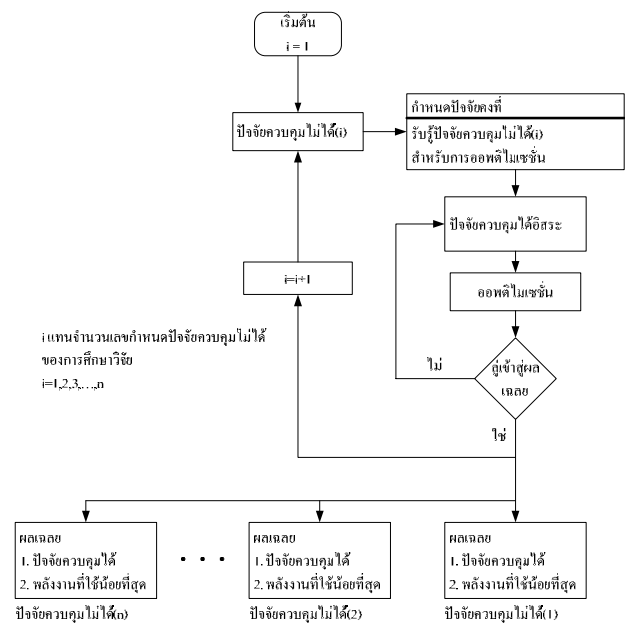 เริ่มต้น
i = 1
ปัจจัยควบคุมไม่ได้(i)
กำหนดปัจจัยคงที่
รับรู้ปัจจัยควบคุมไม่ได้(i)
สำหรับการออพติไมเซชั่น
ปัจจัยควบคุมได้อิสระ
i=i+1
ออพติไมเซชั่น
i แทนจำนวนเลขกำหนดปัจจัยควบคุมไม่ได้
ของการศึกษาวิจัย
i=1,2,3,…,n
ไม่
ลู่เข้าสู่ผล
เฉลย
ใช่
ผลเฉลย
1. ปัจจัยควบคุมได้
2. พลังงานที่ใช้น้อยที่สุด
ปัจจัยควบคุมไม่ได้(n)
• • •
ผลเฉลย
1. ปัจจัยควบคุมได้
2. พลังงานที่ใช้น้อยที่สุด
ปัจจัยควบคุมไม่ได้(2)
ผลเฉลย
1. ปัจจัยควบคุมได้
2. พลังงานที่ใช้น้อยที่สุด
ปัจจัยควบคุมไม่ได้(1)